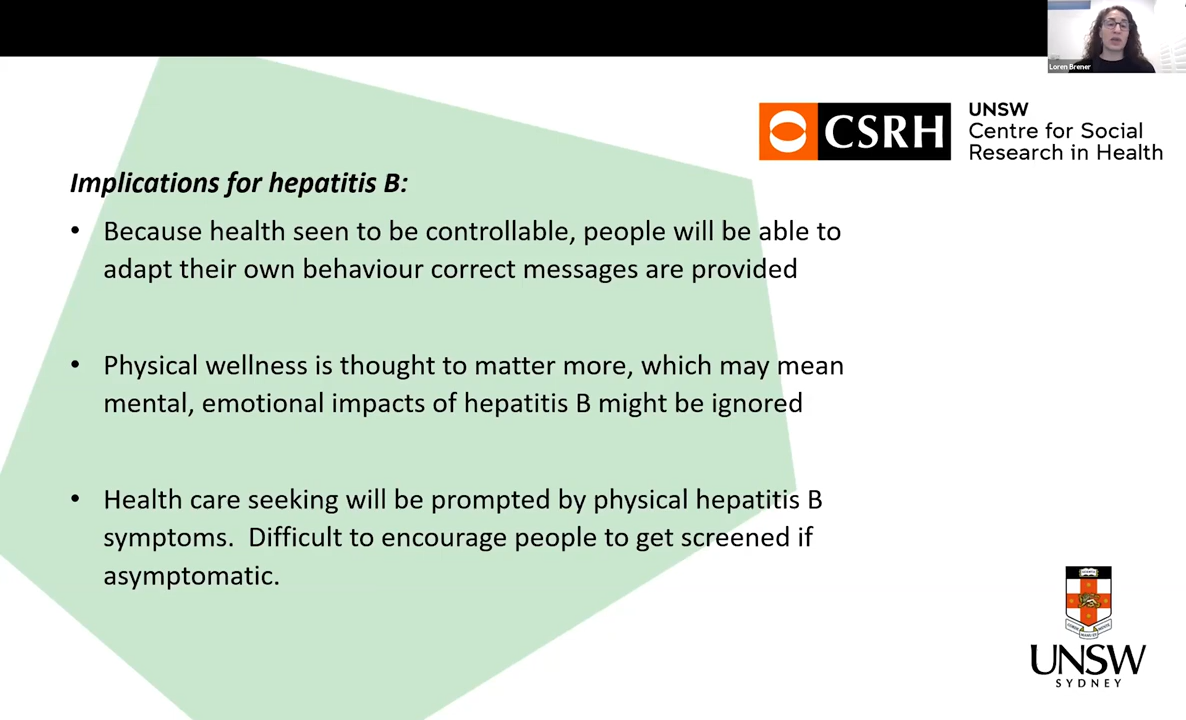 Loren Brener
CSRH
UNSW
Centre for Social
Research in Health
Implications for hepatitis B:
• Because health seen to be controllable, people will be able to
adapt their own behaviour correct messages are provided
• Physical wellness is thought to matter more, which may mean
mental, emotional impacts of hepatitis B might be ignored
• Health care seeking will be prompted by physical hepatitis B
symptoms.  Difficult to encourage people to get screened if
asymptomatic.
UNSW
SYDNEY